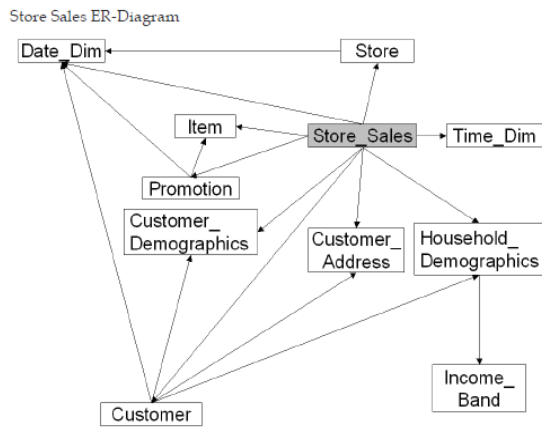 Store Sales ER-Diagram
Date_Dim
Store
Item
Store_Sales
Time_Dim
Promotion
Customer_
Demographics
Customer_
Address
Household_
Demographics
Income_
Band
Customer